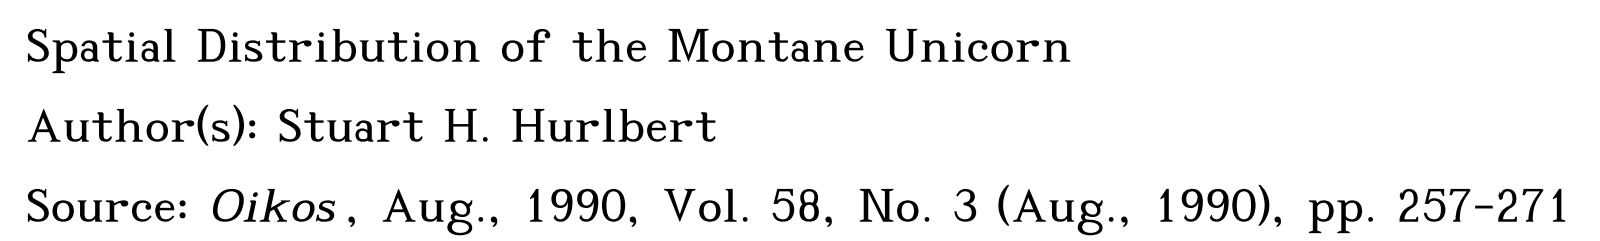 Spatial Distribution of the Montane Unicorn
Author(s): Stuart H. Hurlbert
Source: Oikos, Aug., 1990, Vol. 58, No. 3 (Aug., 1990), pp. 257-271